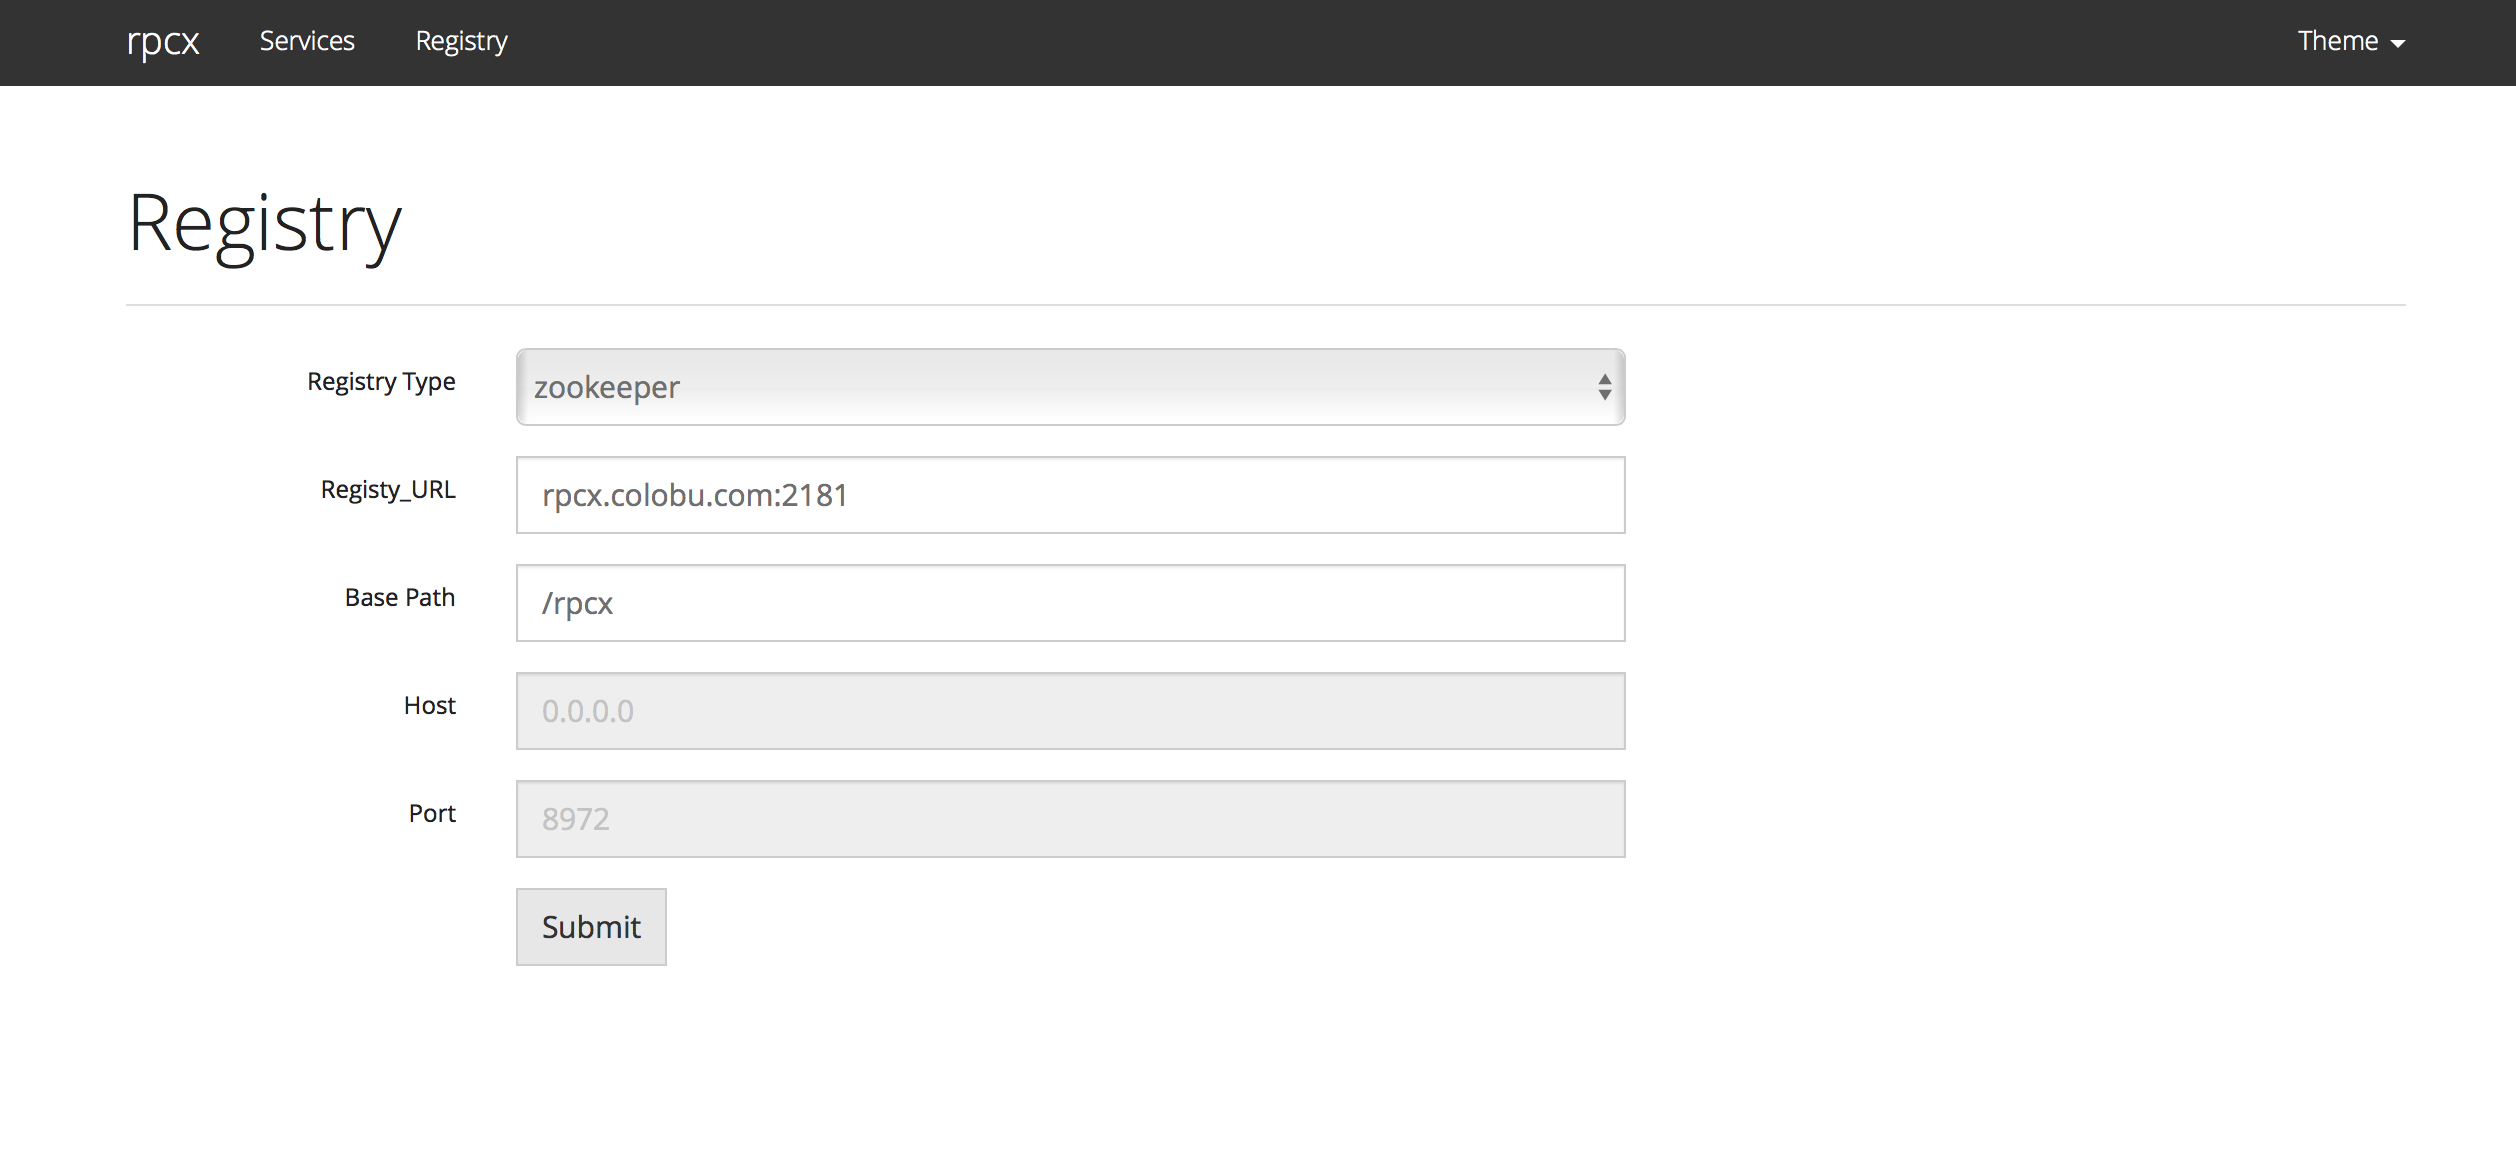 rpcx Services Registry Theme
Registry
Registry Type zookeeper
Registy_URL rpcx.colobu.com:2181
Base Path /rpcx
Host 0.0.0.0
Port 8972
Submit